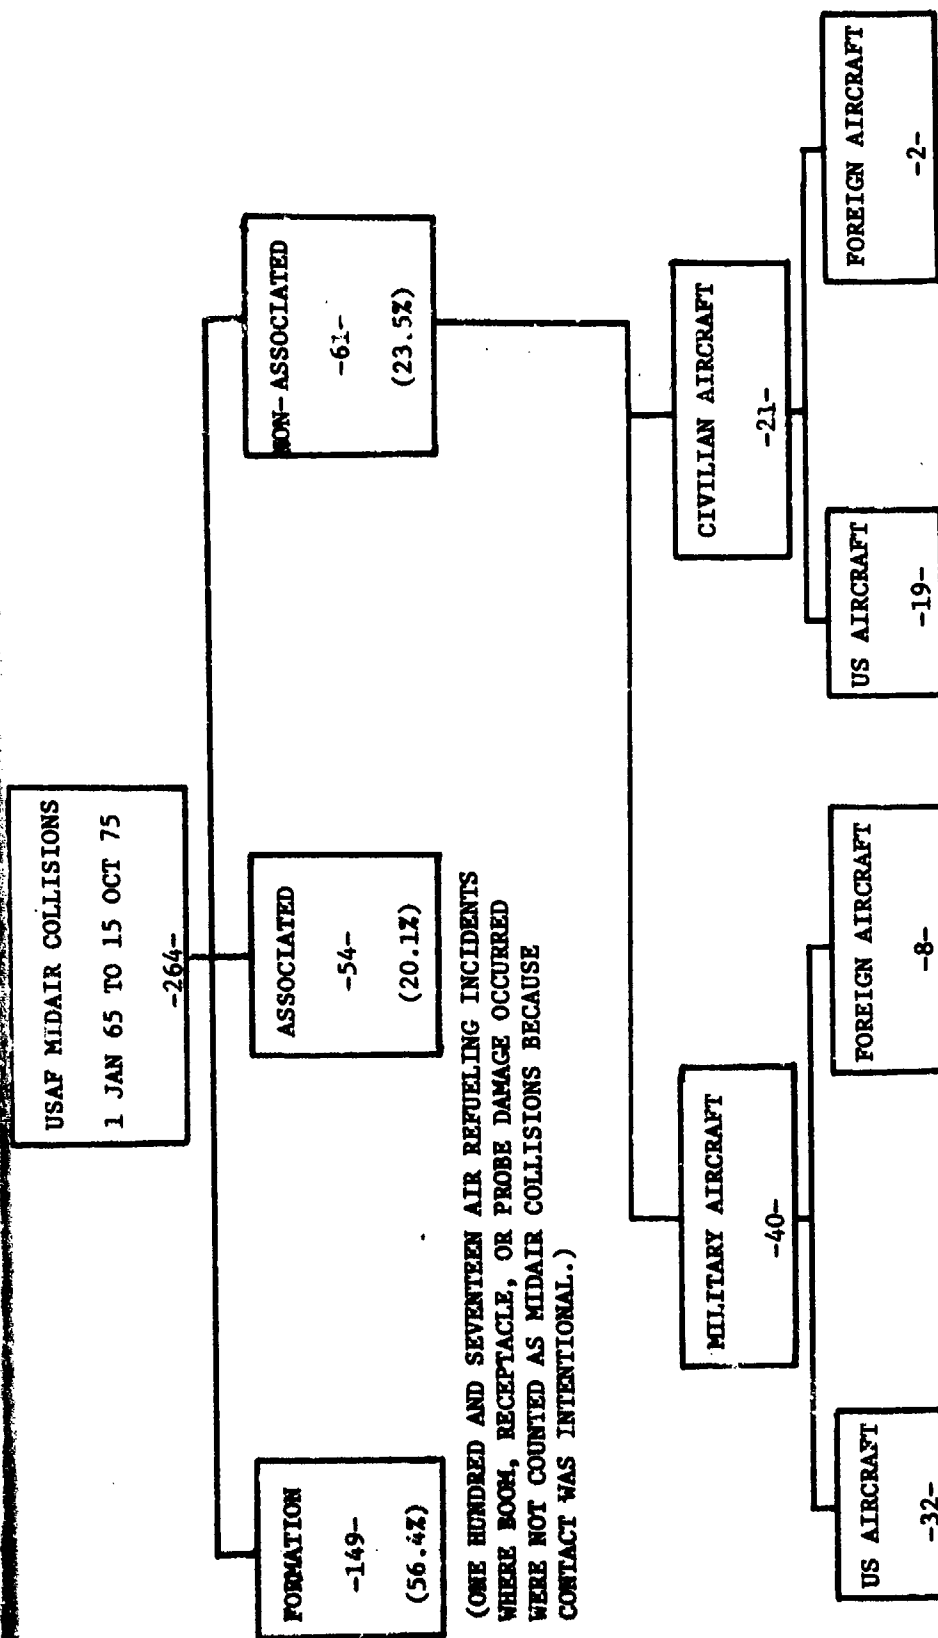 USAF MIDAIR COLLISIONS
1 JAN 65 TO 15 OCT 75
-264-
FORMATION
-149-
(56.4%)
ASSOCIATED
-54-
(20.1%)
NON-ASSOCIATED
-61-
(23.5%)
(ONE HUNDRED AND SEVENTEEN AIR REFUELING INCIDENTS
WHERE BOOM, RECEPTACLE, OR PROBE DAMAGE OCCURRED
WERE NOT COUNTED AS MIDAIR COLLISIONS BECAUSE
CONTACT WAS INTENTIONAL.)
MILITARY AIRCRAFT
-40-
CIVILIAN AIRCRAFT
-21-
US AIRCRAFT
-32-
FOREIGN AIRCRAFT
-8-
US AIRCRAFT
-19-
FOREIGN AIRCRAFT
-2-